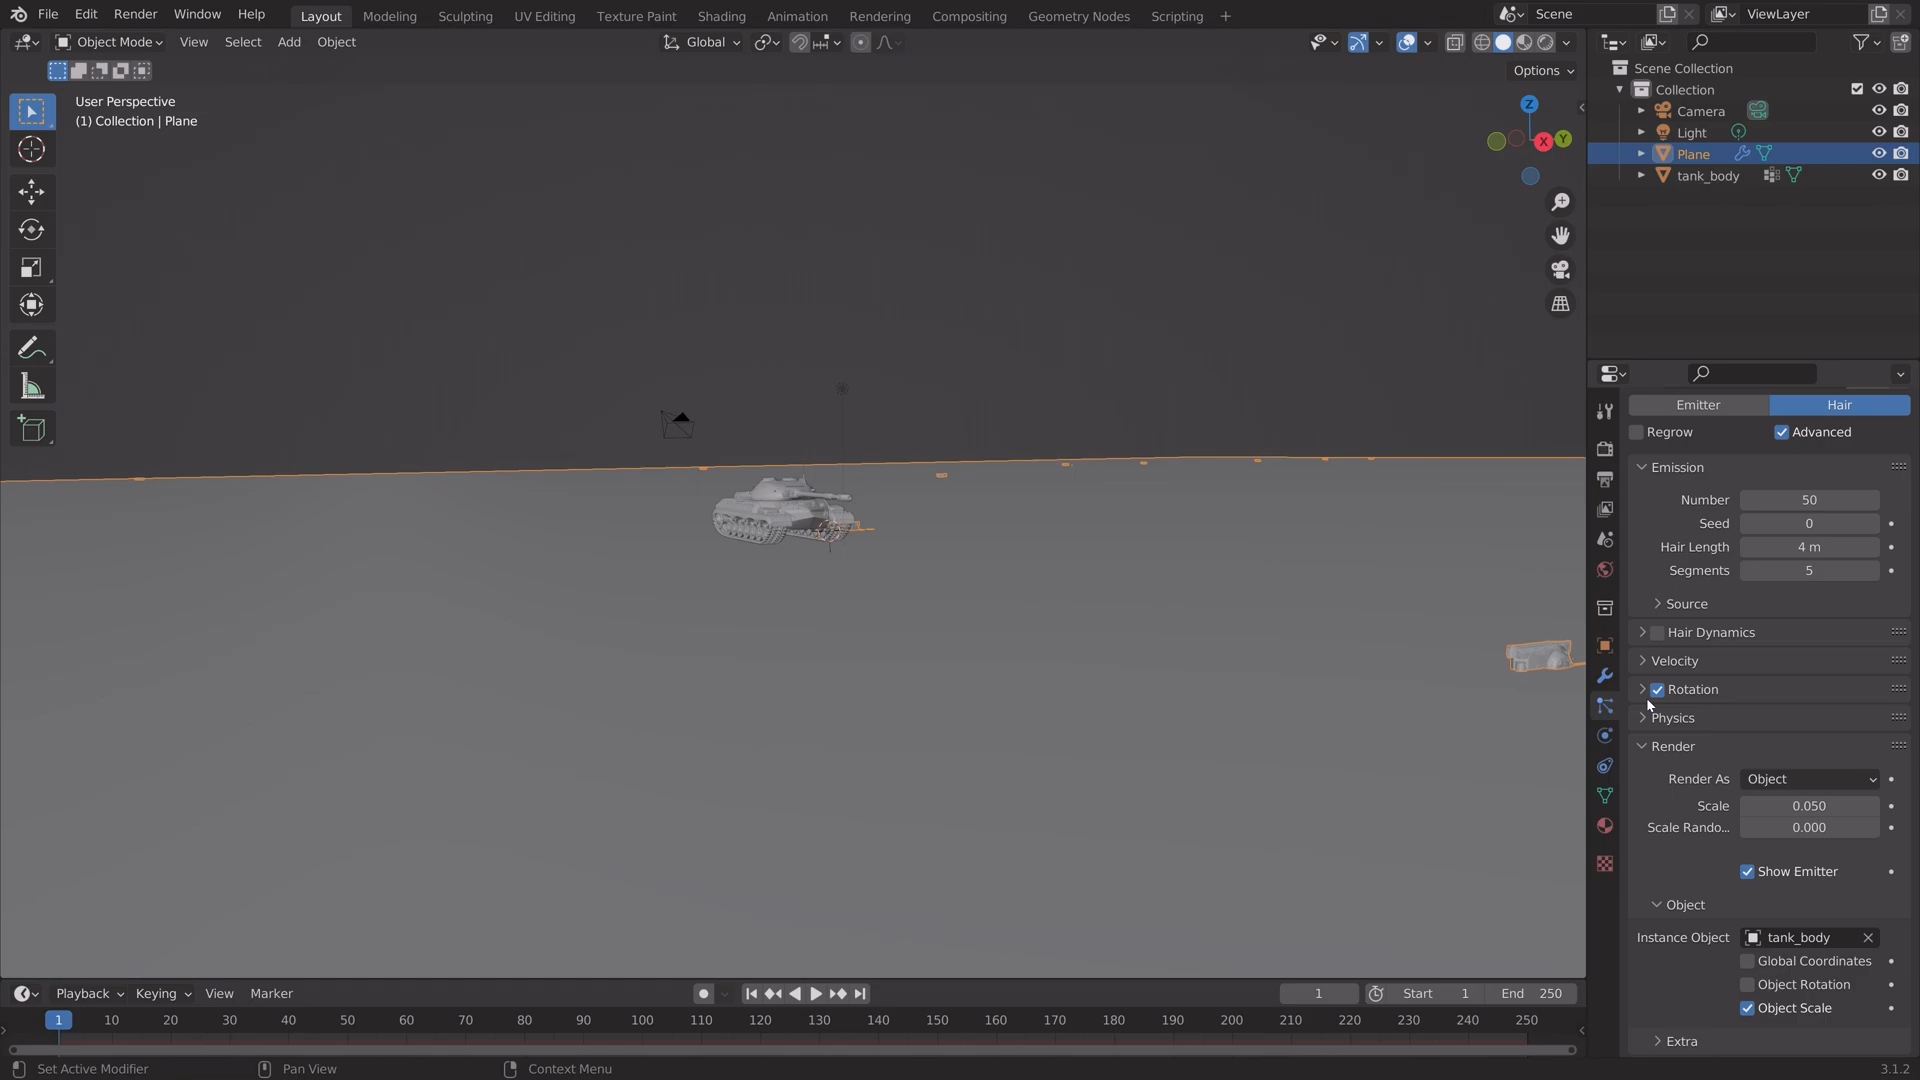 File Edit Render Window Help
Layout Modeling Sculpting UV Editing Texture Paint Shading Animation Rendering Compositing Geometry Nodes Scripting +
Scene
ViewLayer
Object Mode View Select Add Object
Global
Options
User Perspective
(1) Collection | Plane
Z
X
Y
Scene Collection
Collection
Camera
Light
Plane
tank_body
Emitter Hair
Regrow Advanced
Emission
Number 50
Seed 0
Hair Length 4 m
Segments 5
Source
Hair Dynamics
Velocity
Rotation
Physics
Render
Render As Object
Scale 0.050
Scale Rando... 0.000
Show Emitter
Object
Instance Object tank_body
Global Coordinates
Object Rotation
Object Scale
Extra
Playback Keying View Marker
1 Start 1 End 250
1 10 20 30 40 50 60 70 80 90 100 110 120 130 140 150 160 170 180 190 200 210 220 230 240 250
Set Active Modifier Pan View Context Menu 3.1.2